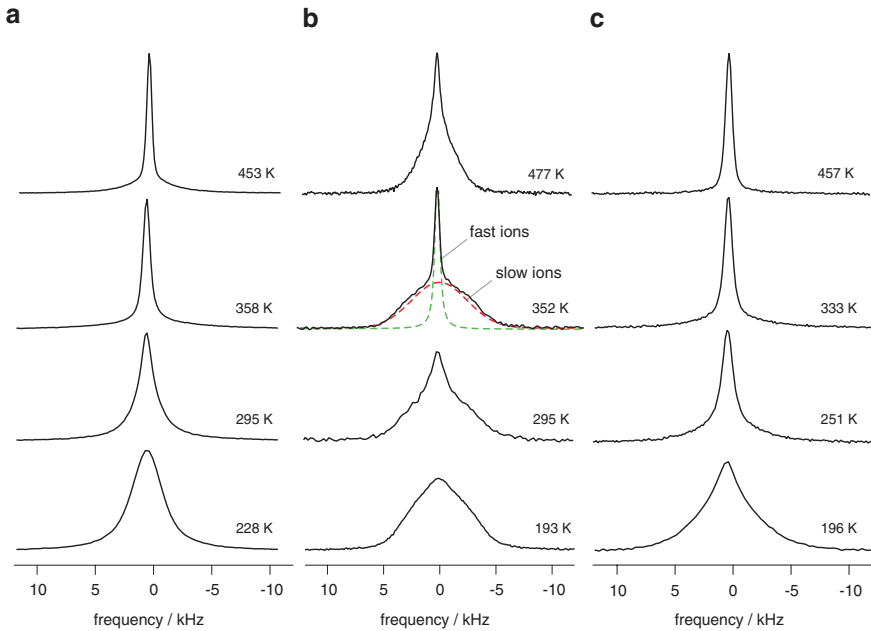 a
453 K
358 K
295 K
228 K
10 5 0 -5 -10
frequency / kHz
b
477 K
fast ions
slow ions
352 K
295 K
193 K
10 5 0 -5 -10
frequency / kHz
c
457 K
333 K
251 K
196 K
10 5 0 -5 -10
frequency / kHz